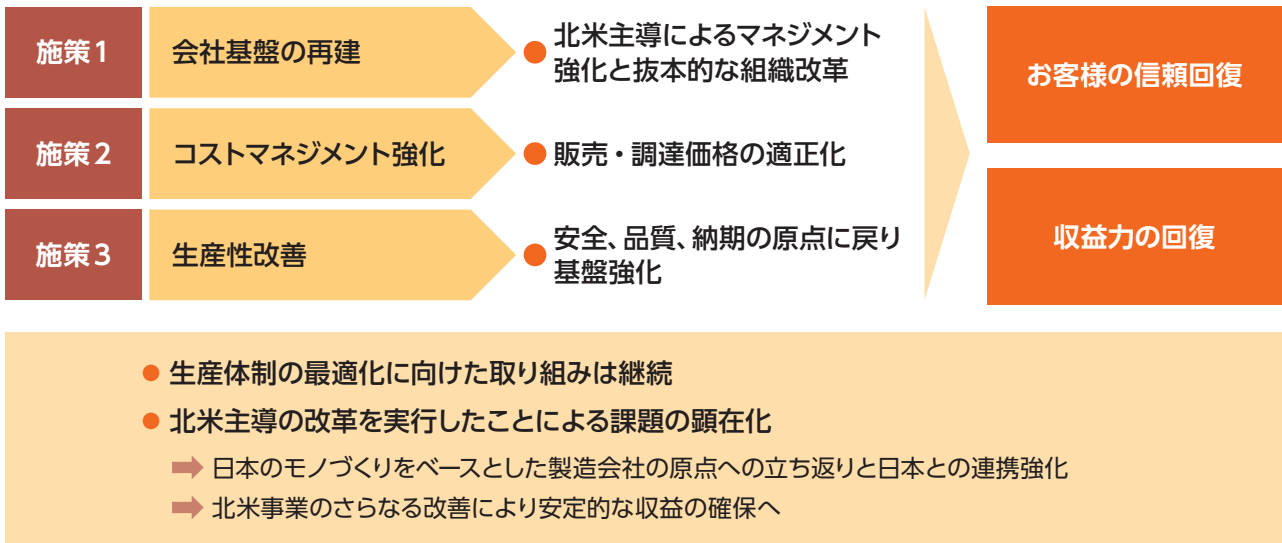 施策1
会社基盤の再建
● 北米主導によるマネジメント
強化と抜本的な組織改革
施策2
コストマネジメント強化
● 販売・調達価格の適正化
施策3
生産性改善
● 安全、品質、納期の原点に戻り
基盤強化
お客様の信頼回復
収益力の回復
● 生産体制の最適化に向けた取り組みは継続
● 北米主導の改革を実行したことによる課題の顕在化
➡ 日本のモノづくりをベースとした製造会社の原点への立ち返りと日本との連携強化
➡ 北米事業のさらなる改善により安定的な収益の確保へ